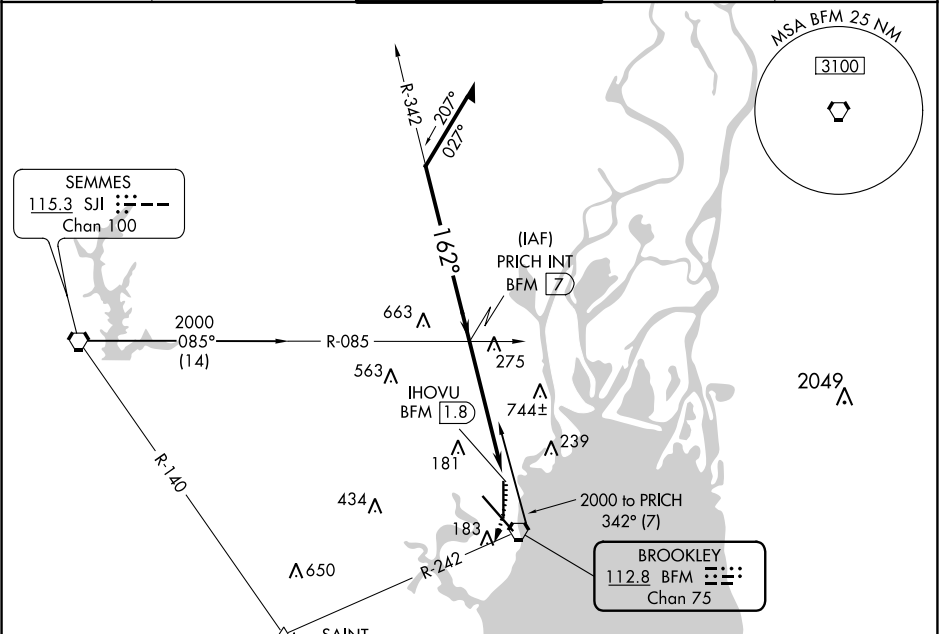 MSA BFM 25 NM
3100
R-342
207°
027°
SEMMES
115.3 SJI
Chan 100
162°
(IAF)
PRICH INT
BFM 7
663
2000
085°
(14)
R-085
275
563
IHOVU
BFM 1.8
744±
2049
239
181
R-140
434
2000 to PRICH
342° (7)
183
BROOKLEY
112.8 BFM
Chan 75
R-242
650
SAINT